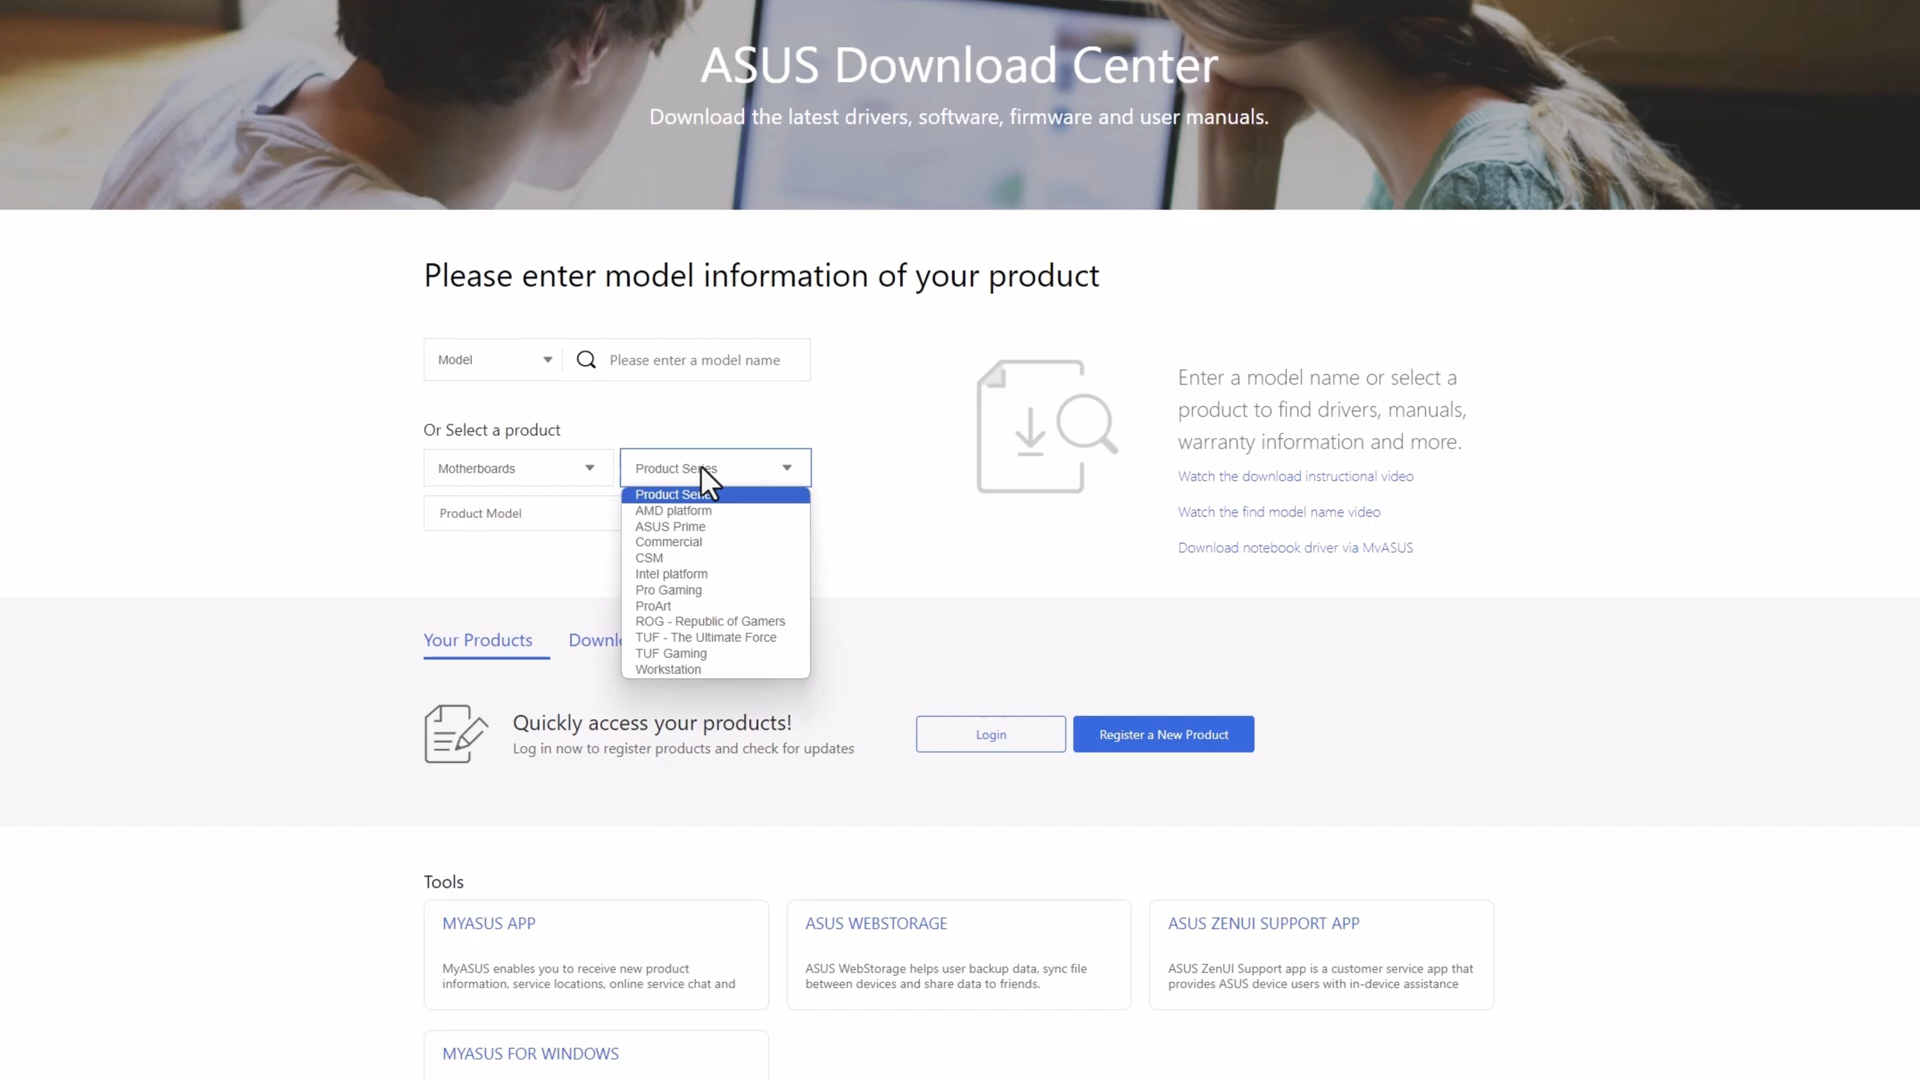 ASUS Download Center
Download the latest drivers, software, firmware and user manuals.
Please enter model information of your product
Model
Please enter a model name
Or Select a product
Motherboards
Product Series
Product Model
Product Series
AMD platform
ASUS Prime
Commercial
CSM
Intel platform
Pro Gaming
ProArt
ROG - Republic of Gamers
TUF - The Ultimate Force
TUF Gaming
Workstation
Enter a model name or select a
product to find drivers, manuals,
warranty information and more.
Watch the download instructional video
Watch the find model name video
Download notebook driver via MyASUS
Your Products
Downl
Quickly access your products!
Log in now to register products and check for updates
Login
Register a New Product
Tools
MYASUS APP
MyASUS enables you to receive new product
information, service locations, online service chat and
ASUS WEBSTORAGE
ASUS WebStorage helps user backup data, sync file
between devices and share data to friends.
ASUS ZENUI SUPPORT APP
ASUS ZenUI Support app is a customer service app that
provides ASUS device users with in-device assistance
MYASUS FOR WINDOWS